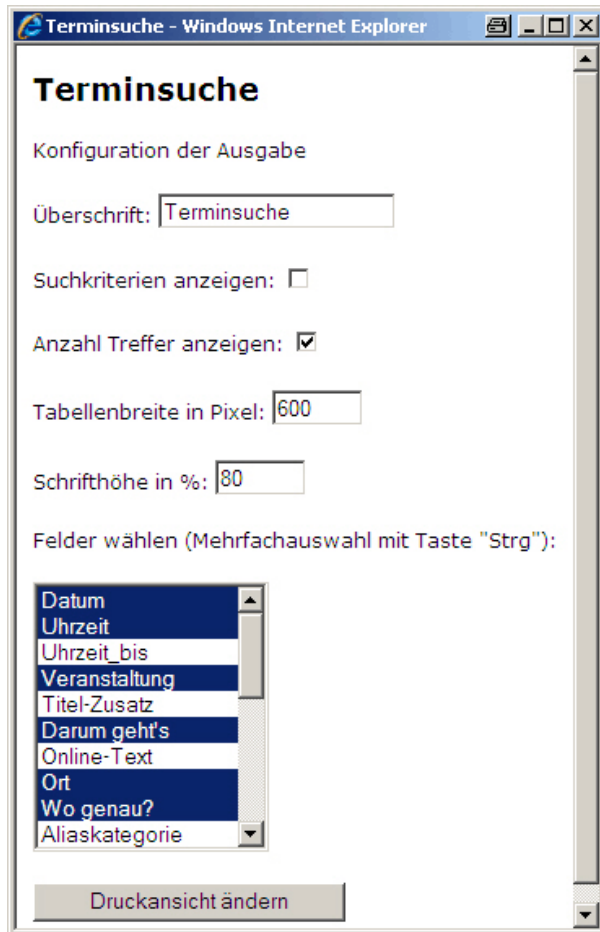 Terminsuche - Windows Internet Explorer
Terminsuche
Konfiguration der Ausgabe
Überschrift: Terminsuche
Suchkriterien anzeigen:
Anzahl Treffer anzeigen:
Tabellenbreite in Pixel: 600
Schrifthöhe in %: 80
Felder wählen (Mehrfachauswahl mit Taste "Strg"):
Datum
Uhrzeit
Uhrzeit_bis
Veranstaltung
Titel-Zusatz
Darum geht's
Online-Text
Ort
Wo genau?
Aliaskategorie
Druckansicht ändern